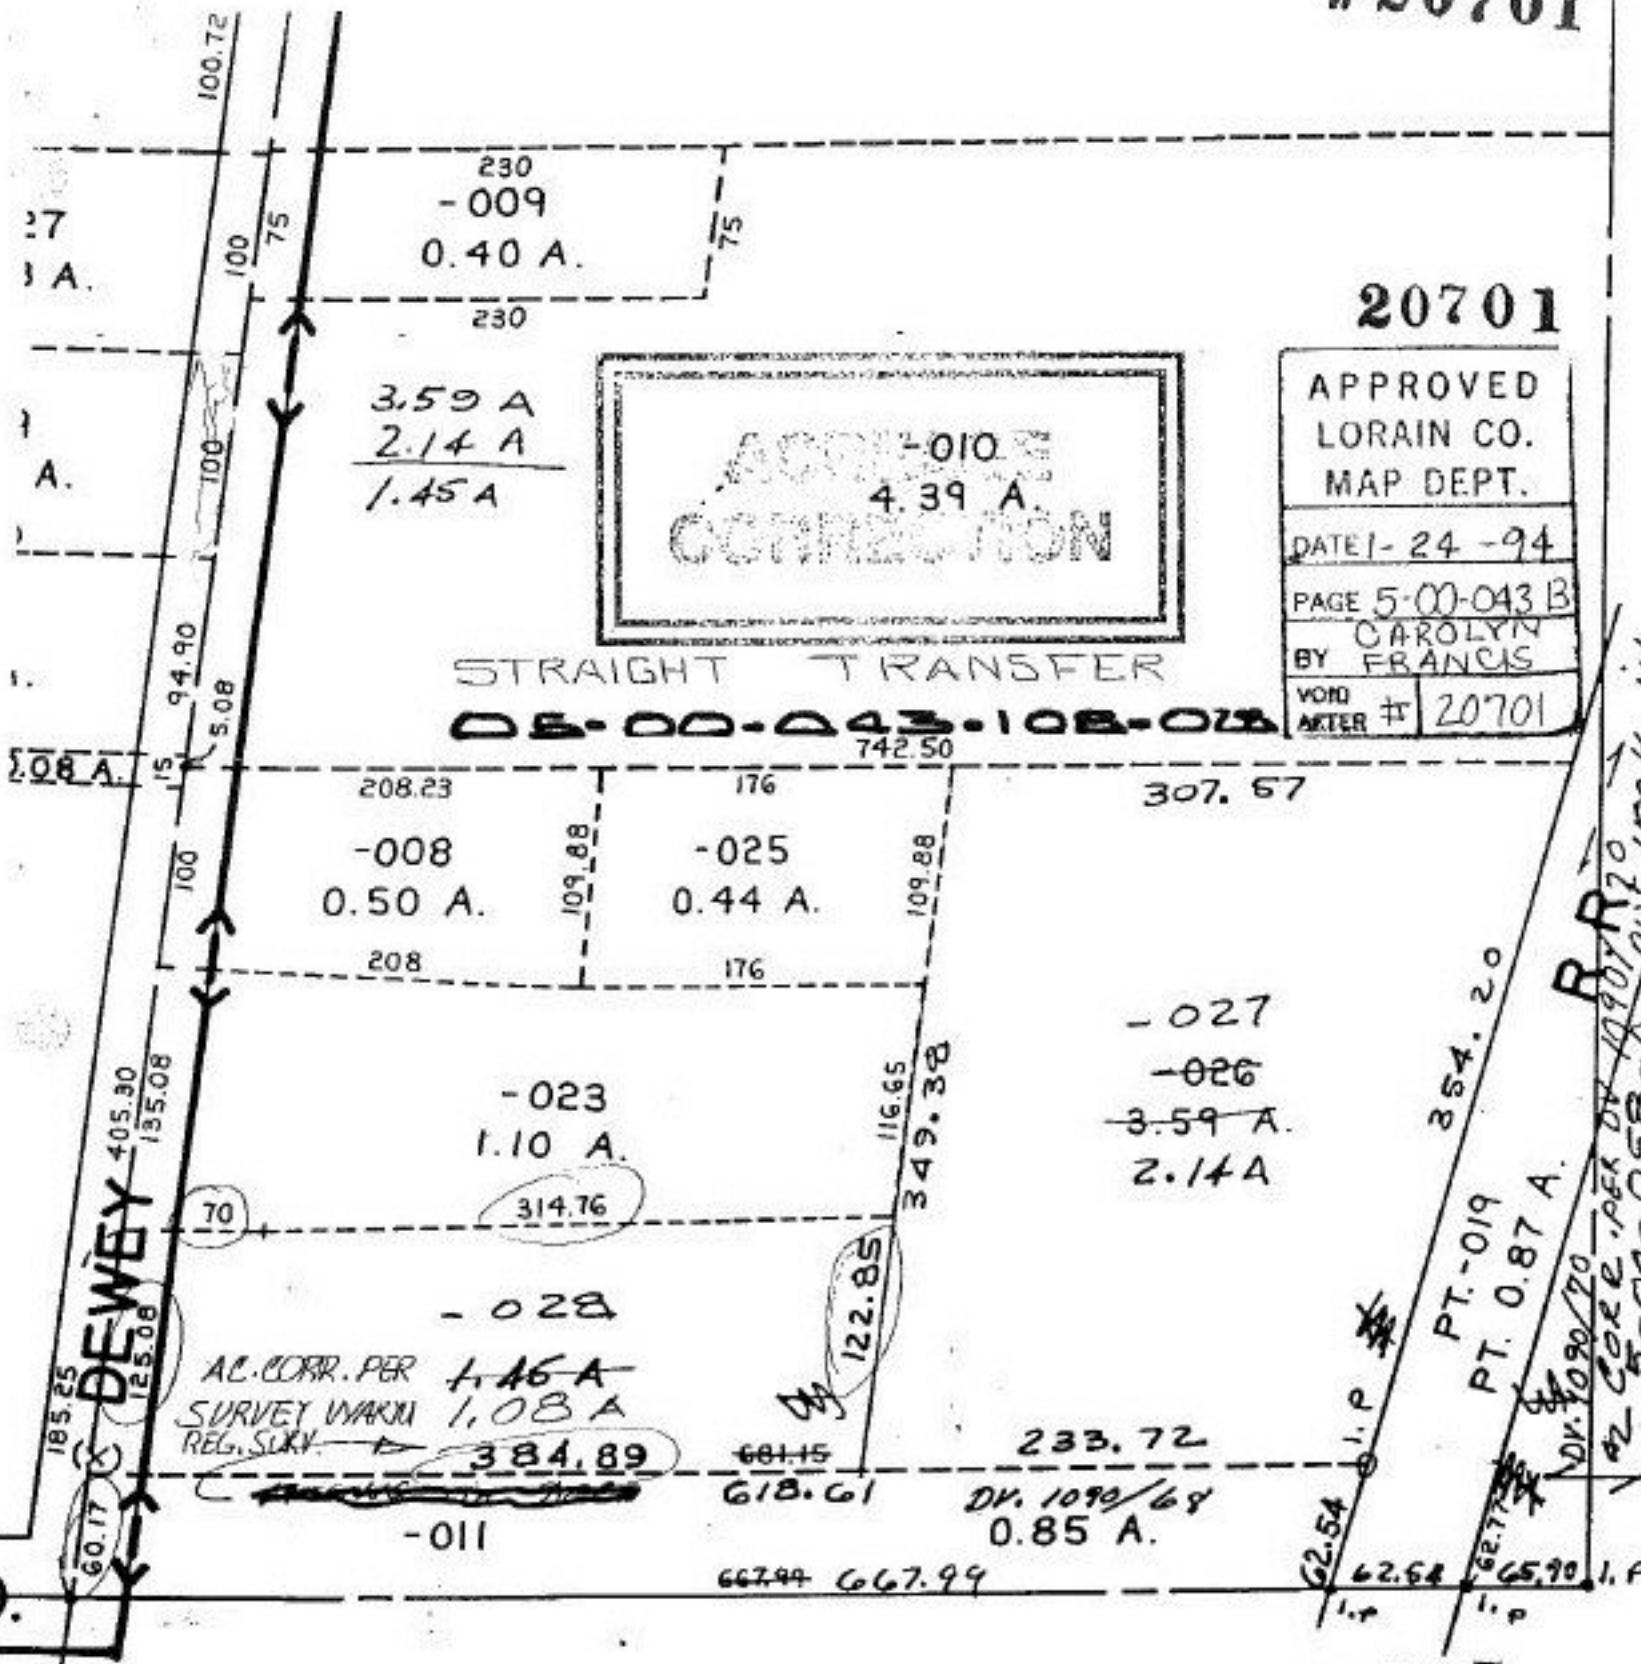 #20701
100.72
230
-009
0.40 A.
75
75
100
27
A.
230
20701
APPROVED
LORAIN CO.
MAP DEPT.
DATE 1-24-94
PAGE 5-00-043 B
BY CAROLYN
FRANCIS
VOID
AFTER # 20701
3.59 A
2.14 A
1.45 A
ACREAGE
-010
4.39 A.
CORRECTION
100
A.
94.90
5.08
STRAIGHT TRANSFER
05-00-043-108-028
742.50
.08 A.
15
208.23
176
307.57
-008
0.50 A.
109.88
-025
0.44 A.
109.88
100
208
176
R R
354.20
-027
-026
3.59 A.
2.14 A
405.30
135.08
-023
1.10 A.
116.65
349.38
70
314.76
DEWEY
PT.-019
PT. 0.87 A.
122.85
-028
125.08
185.25
AC.CORR. PER
1.46 A
SURVEY
1.08 A
REG. SURV.
384.89
681.15
618.61
233.72
I.P
DV. 1090/70
DV. 1090/68
0.85 A.
-011
60.17
667.99
667.99
62.54
62.54
62.77
65.90
I.P
I.P
I.P